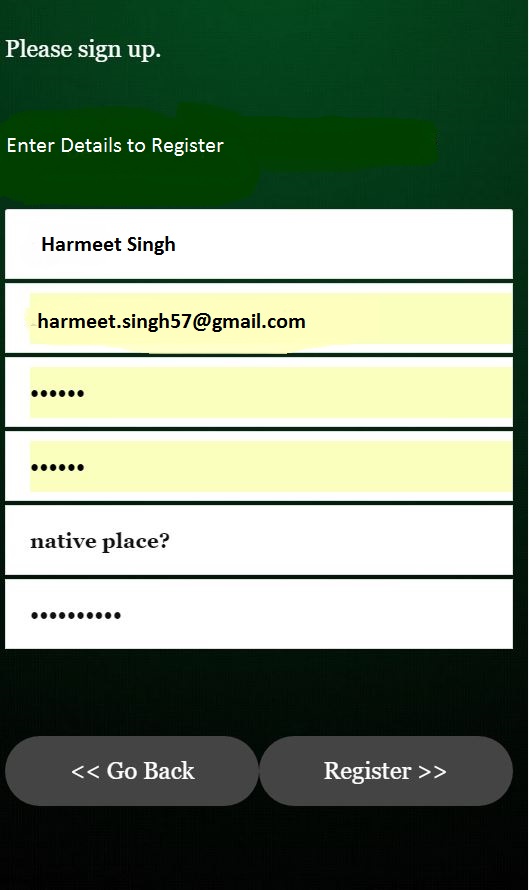 Please sign up.
Enter Details to Register
Harmeet Singh
harmeet.singh57@gmail.com
••••••
••••••
native place?
••••••••••
<< Go Back
Register >>